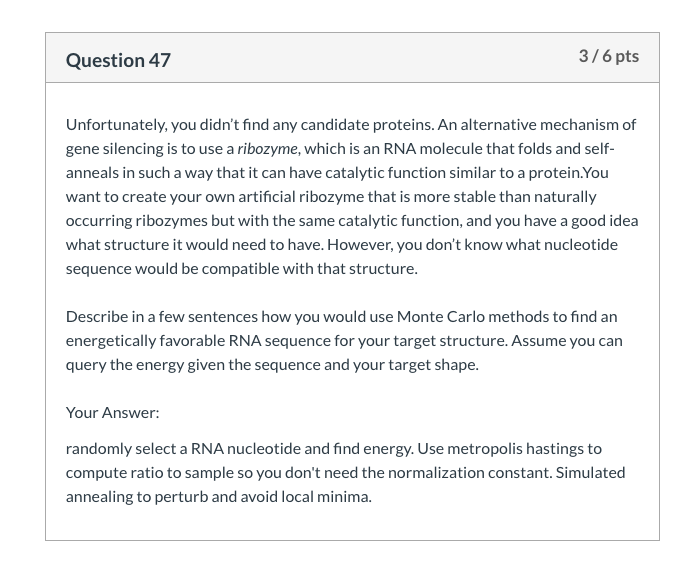 Question 47
3 / 6 pts
Unfortunately, you didn't find any candidate proteins. An alternative mechanism of
gene silencing is to use a ribozyme, which is an RNA molecule that folds and self-
anneals in such a way that it can have catalytic function similar to a protein.You
want to create your own artificial ribozyme that is more stable than naturally
occurring ribozymes but with the same catalytic function, and you have a good idea
what structure it would need to have. However, you don't know what nucleotide
sequence would be compatible with that structure.
Describe in a few sentences how you would use Monte Carlo methods to find an
energetically favorable RNA sequence for your target structure. Assume you can
query the energy given the sequence and your target shape.
Your Answer:
randomly select a RNA nucleotide and find energy. Use metropolis hastings to
compute ratio to sample so you don't need the normalization constant. Simulated
annealing to perturb and avoid local minima.